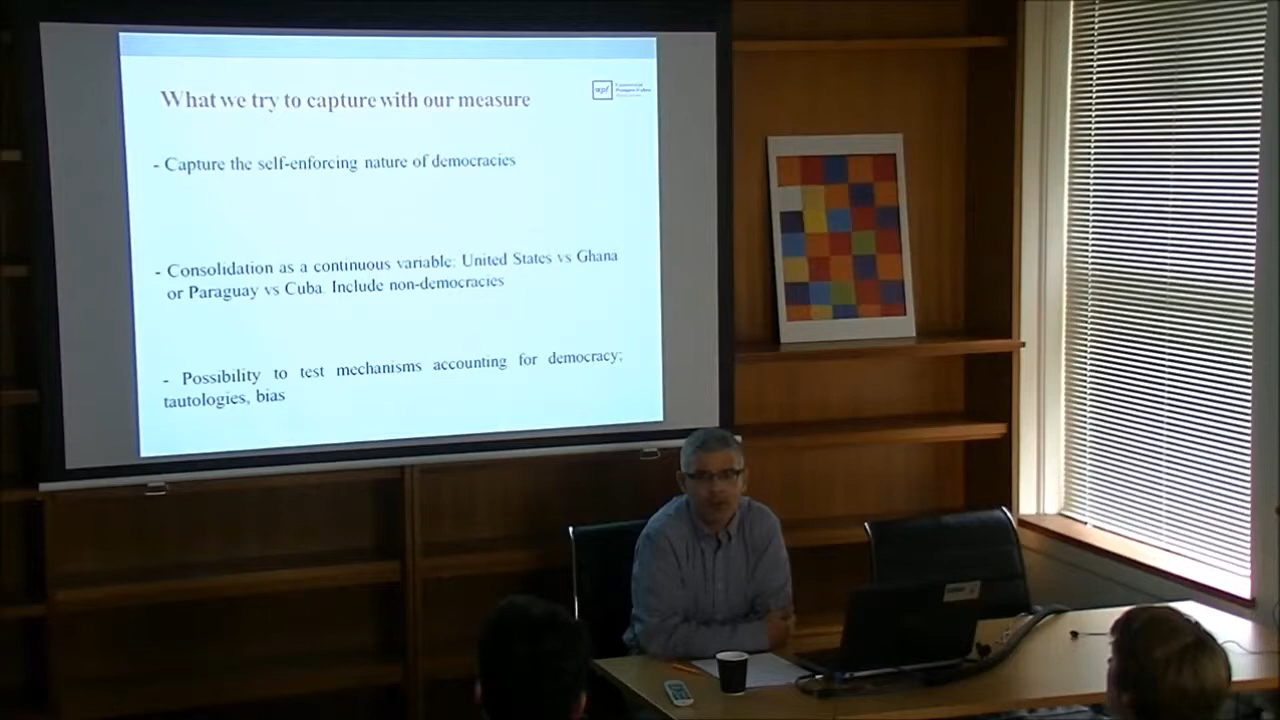 What we try to capture with our measure
upf
- Capture the self-enforcing nature of democracies
- Consolidation as a continuous variable: United States vs Ghana
or Paraguay vs Cuba. Include non-democracies
- Possibility to test mechanisms accounting for democracy;
tautologies, bias